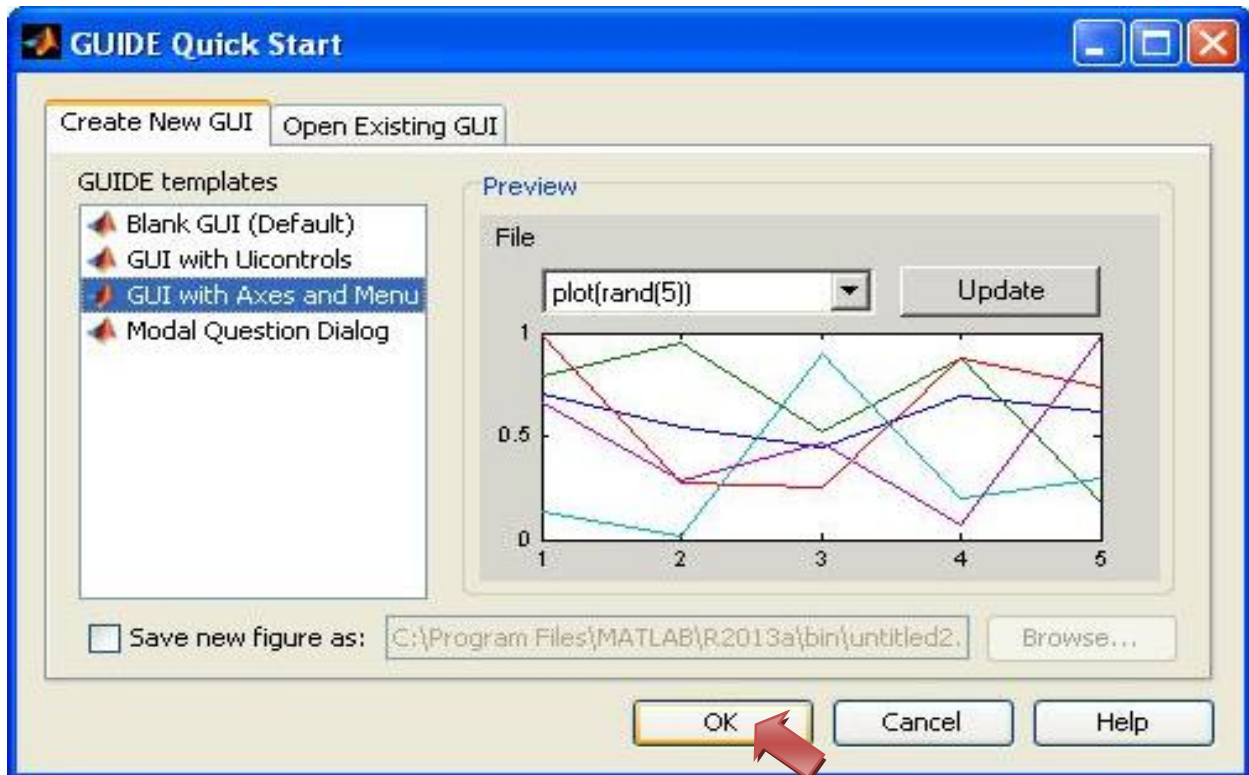 GUIDE Quick Start
Create New GUI
Open Existing GUI
GUIDE templates
Blank GUI (Default)
GUI with Uicontrols
GUI with Axes and Menu
Modal Question Dialog
Preview
File
plot(rand(5))
Update
1
0.5
0
1 2 3 4 5
Save new figure as:
C:\Program Files\MATLAB\R2013a\bin\untitled2.
Browse...
OK
Cancel
Help